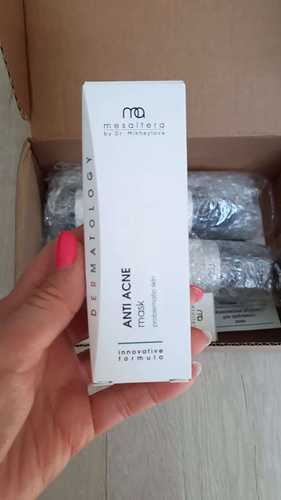 ma
mesaltera
by Dr. Mikhaylova
DERMATOLOGY
ANTI ACNE
mask
problematic skin
innovative
formula